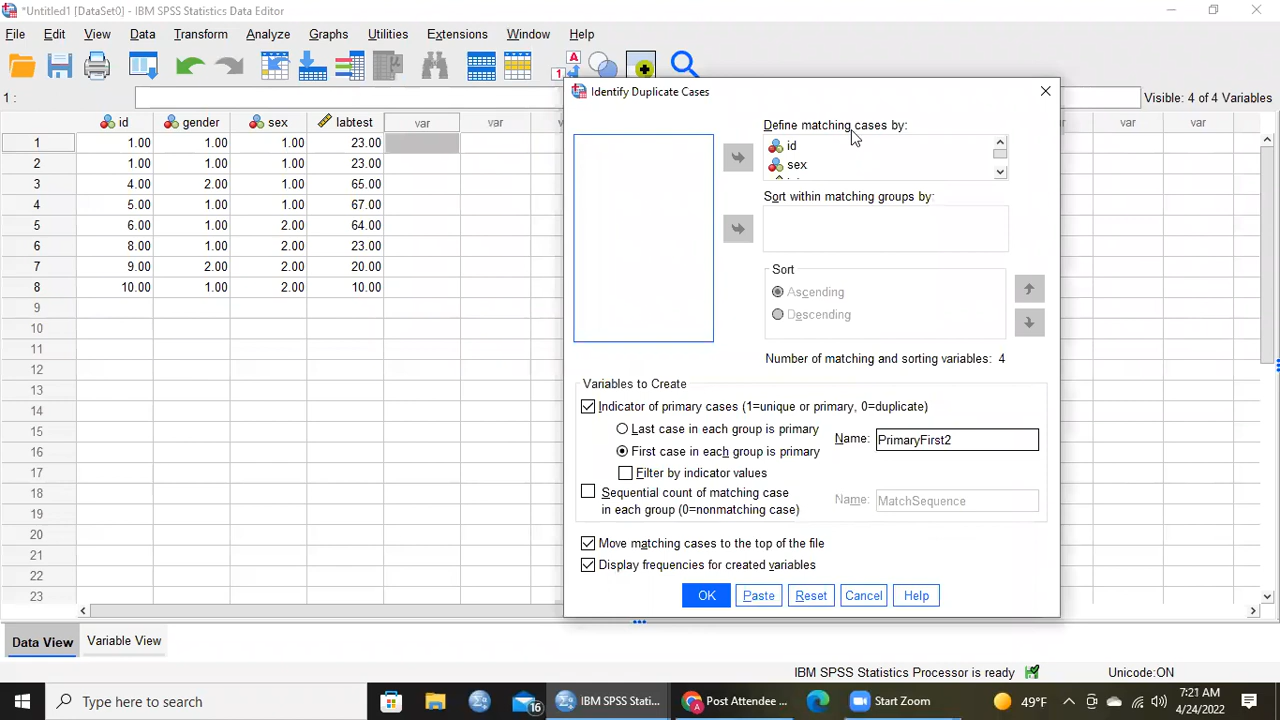 *Untitled1 [DataSet0] - IBM SPSS Statistics Data Editor
File Edit View Data Transform Analyze Graphs Utilities Extensions Window Help
A
1
1 :
Visible: 4 of 4 Variables
id gender sex labtest var var var var var
1 1.00 1.00 1.00 23.00
2 1.00 1.00 1.00 23.00
3 4.00 2.00 1.00 65.00
4 5.00 1.00 1.00 67.00
5 6.00 1.00 2.00 64.00
6 8.00 1.00 2.00 23.00
7 9.00 2.00 2.00 20.00
8 10.00 1.00 2.00 10.00
9
10
11
12
13
14
15
16
17
18
19
20
21
22
23
Identify Duplicate Cases
Define matching cases by:
id
sex
Sort within matching groups by:
Sort
Ascending
Descending
Number of matching and sorting variables: 4
Variables to Create
Indicator of primary cases (1=unique or primary, 0=duplicate)
Last case in each group is primary
Name: PrimaryFirst2
First case in each group is primary
Filter by indicator values
Sequential count of matching case
in each group (0=nonmatching case)
Name: MatchSequence
Move matching cases to the top of the file
Display frequencies for created variables
OK Paste Reset Cancel Help
Data View Variable View
IBM SPSS Statistics Processor is ready Unicode:ON
Type here to search
16
IBM SPSS Stati...
A
Post Attendee ...
Start Zoom
49°F
7:21 AM
4/24/2022